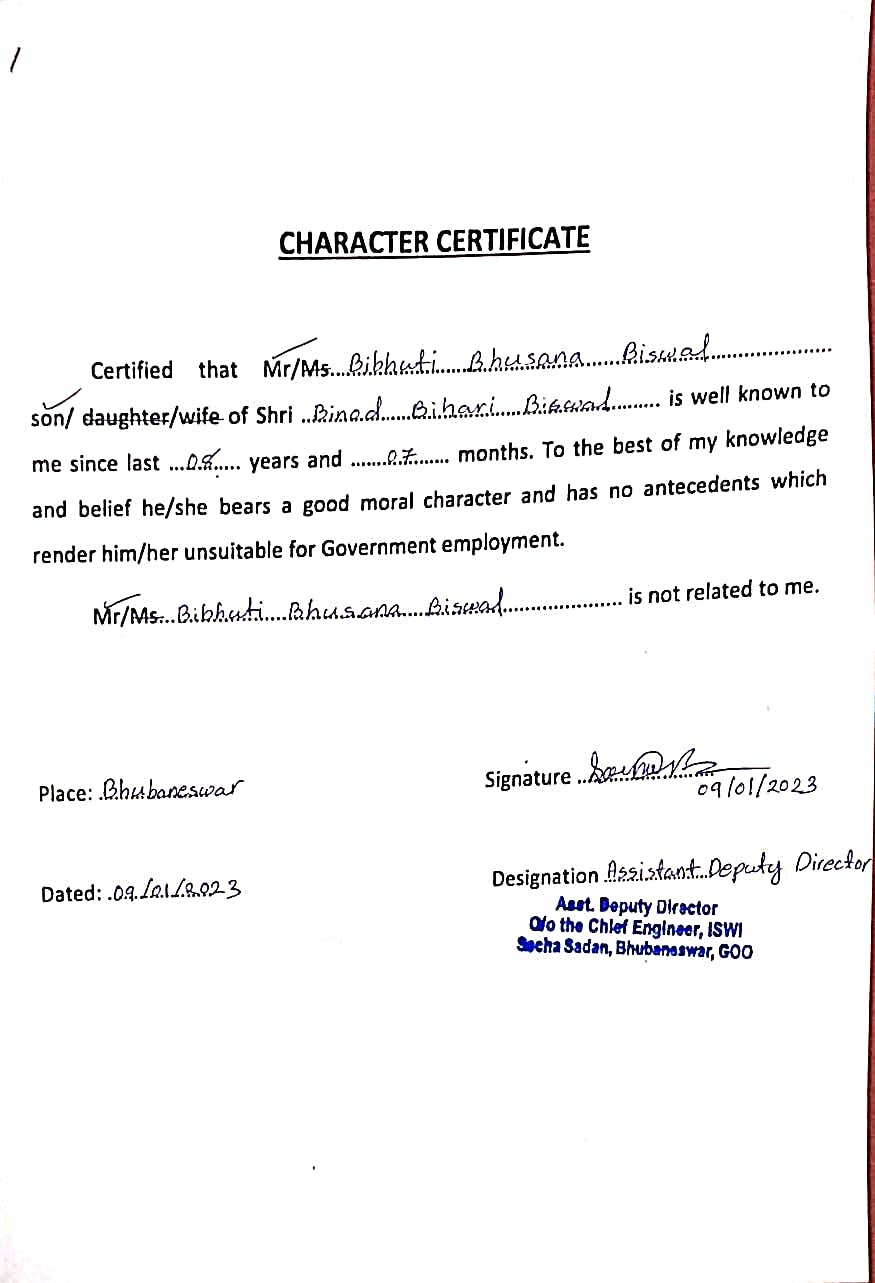 /
CHARACTER CERTIFICATE
Certified that Mr/Ms...Bibhuti......Bhusana......Biswal......................
son/ daughter/wife of Shri ..Binod......Bihari.....Biswal.......... is well known to
me since last ...08..... years and .......07....... months. To the best of my knowledge
and belief he/she bears a good moral character and has no antecedents which
render him/her unsuitable for Government employment.
Mr/Ms...Bibhuti....Bhusana....Biswal...................... is not related to me.
Place: .Bhubaneswar
Signature ..
09/01/2023
Dated: .09./01./2023
Designation .Assistant..Deputy Director
Asst. Deputy Director
O/o the Chief Engineer, ISWI
Secha Sadan, Bhubaneswar, GOO